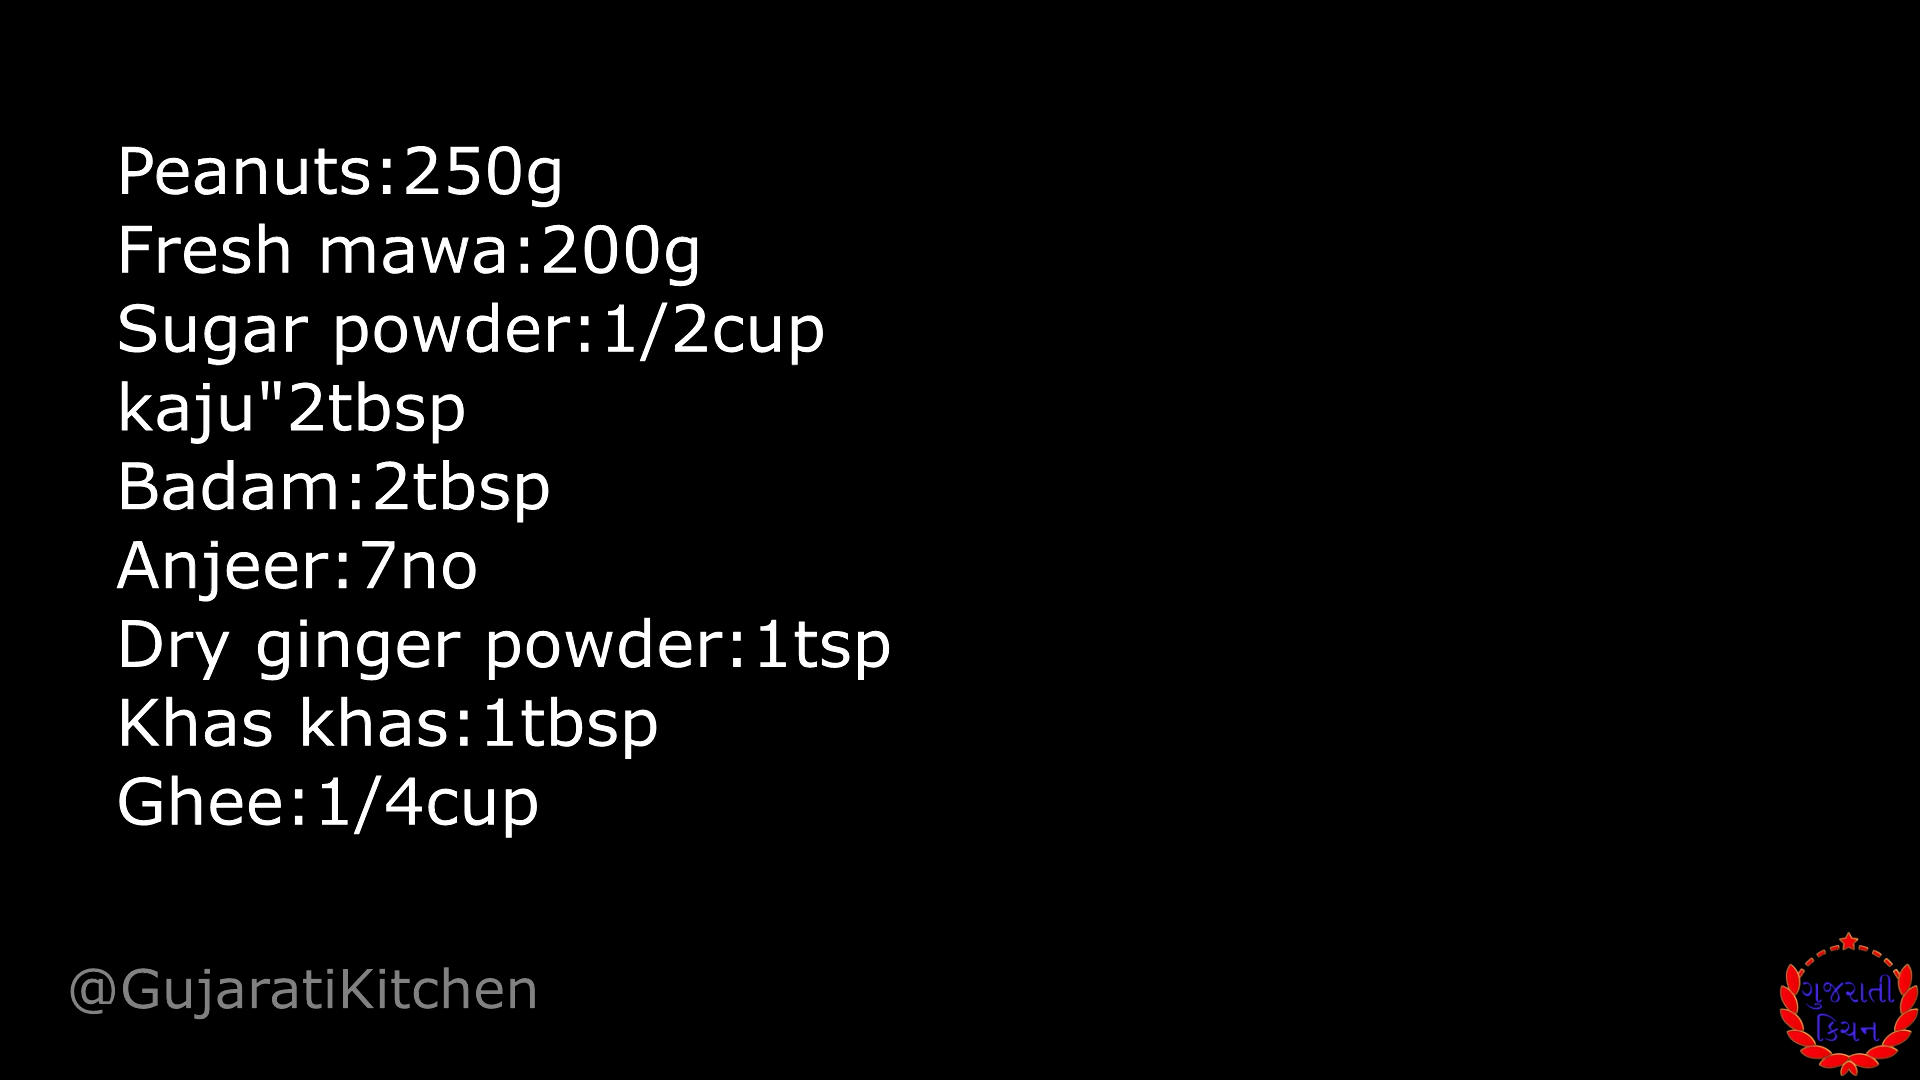 Peanuts:250g
Fresh mawa:200g
Sugar powder:1/2cup
kaju"2tbsp
Badam:2tbsp
Anjeer:7no
Dry ginger powder:1tsp
Khas khas:1tbsp
Ghee:1/4cup
@GujaratiKitchen
ગુજરાતી
કિચન